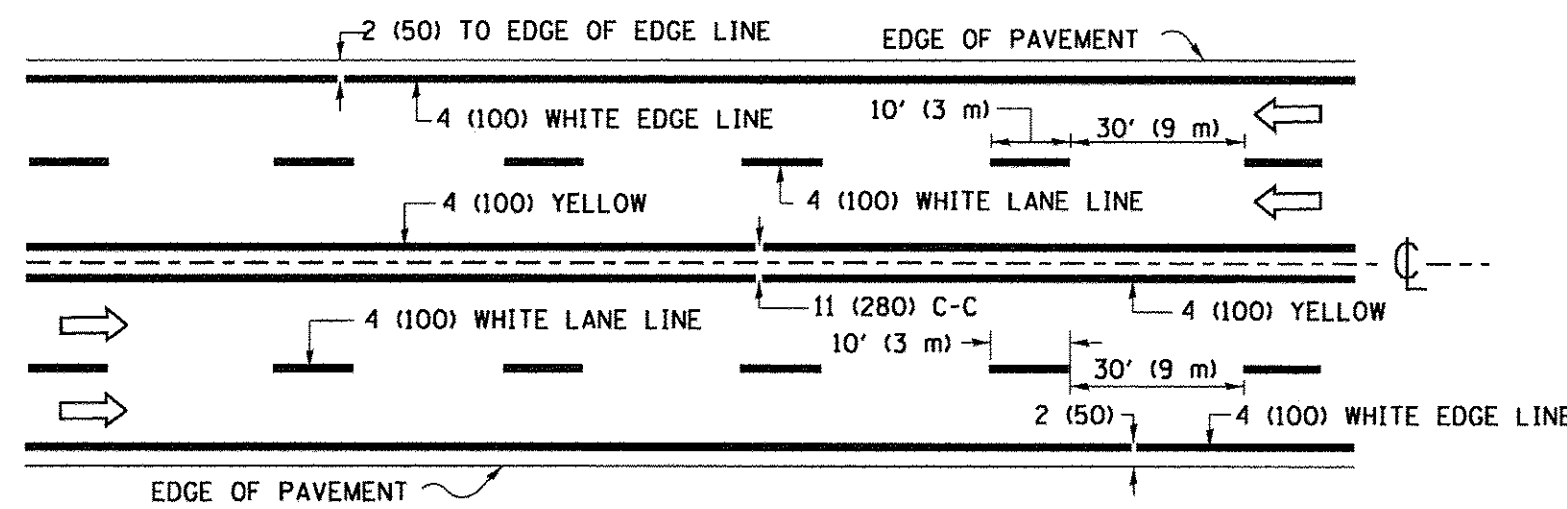 2 (50) TO EDGE OF EDGE LINE
EDGE OF PAVEMENT
4 (100) WHITE EDGE LINE
10' (3 m)
30' (9 m)
4 (100) YELLOW
4 (100) WHITE LANE LINE
℄
11 (280) C-C
4 (100) YELLOW
4 (100) WHITE LANE LINE
10' (3 m)
30' (9 m)
2 (50)
4 (100) WHITE EDGE LINE
EDGE OF PAVEMENT